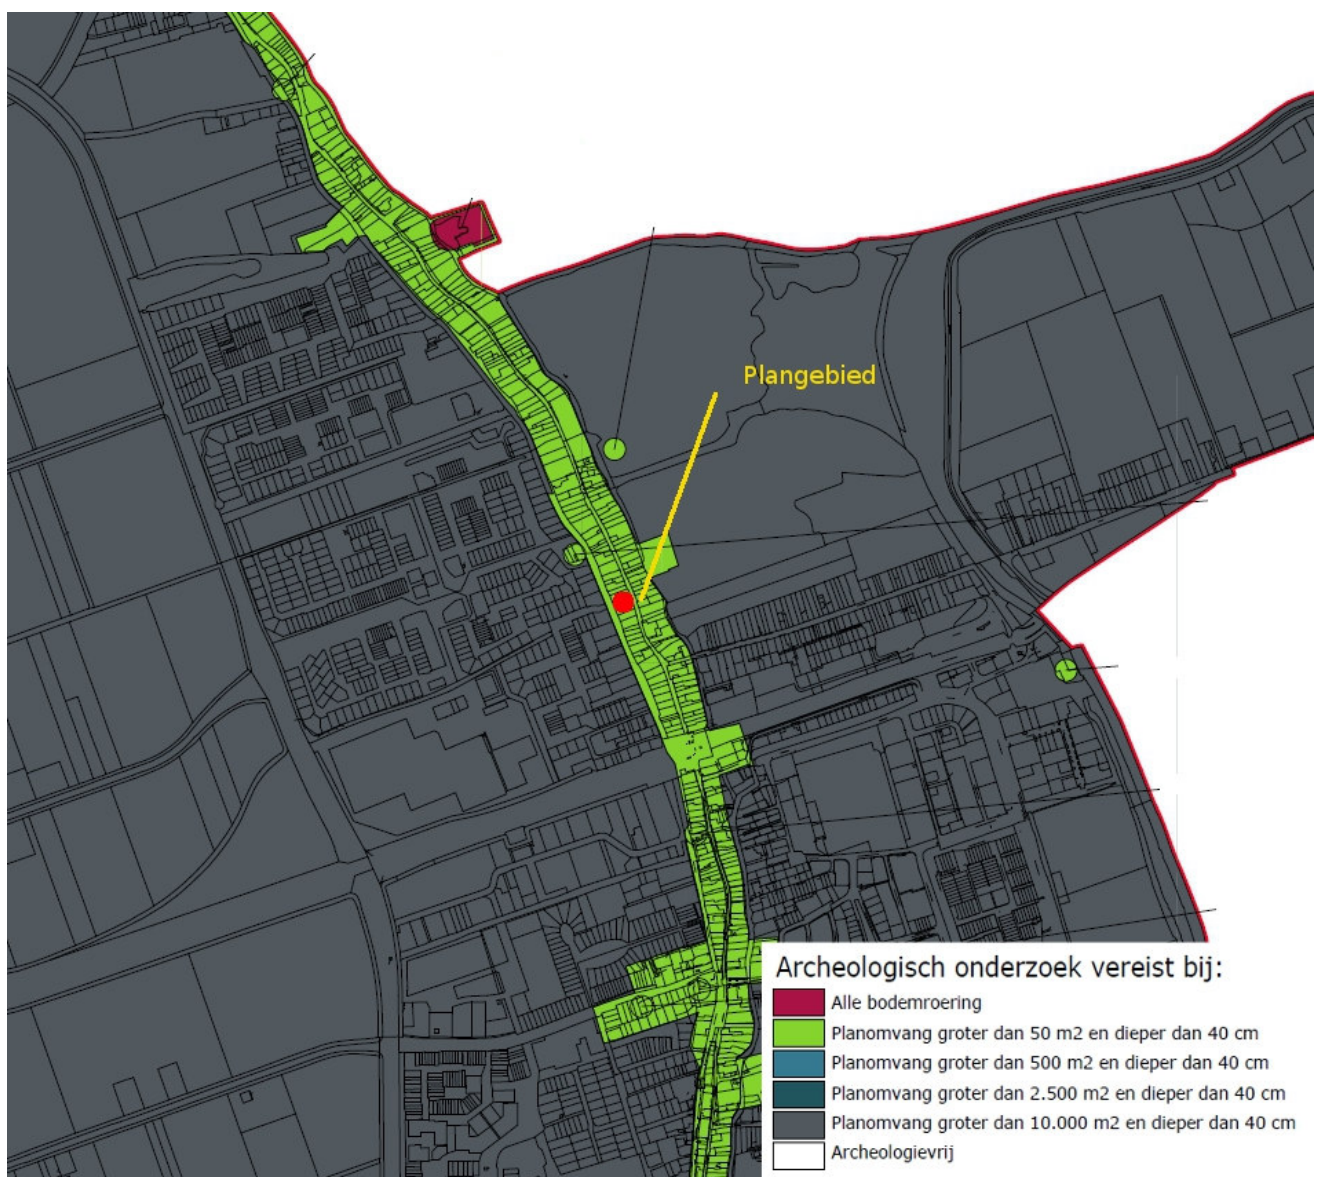 Plangebied
Archeologisch onderzoek vereist bij:
Alle bodemroering
Planomvang groter dan 50 m2 en dieper dan 40 cm
Planomvang groter dan 500 m2 en dieper dan 40 cm
Planomvang groter dan 2.500 m2 en dieper dan 40 cm
Planomvang groter dan 10.000 m2 en dieper dan 40 cm
Archeologievrij